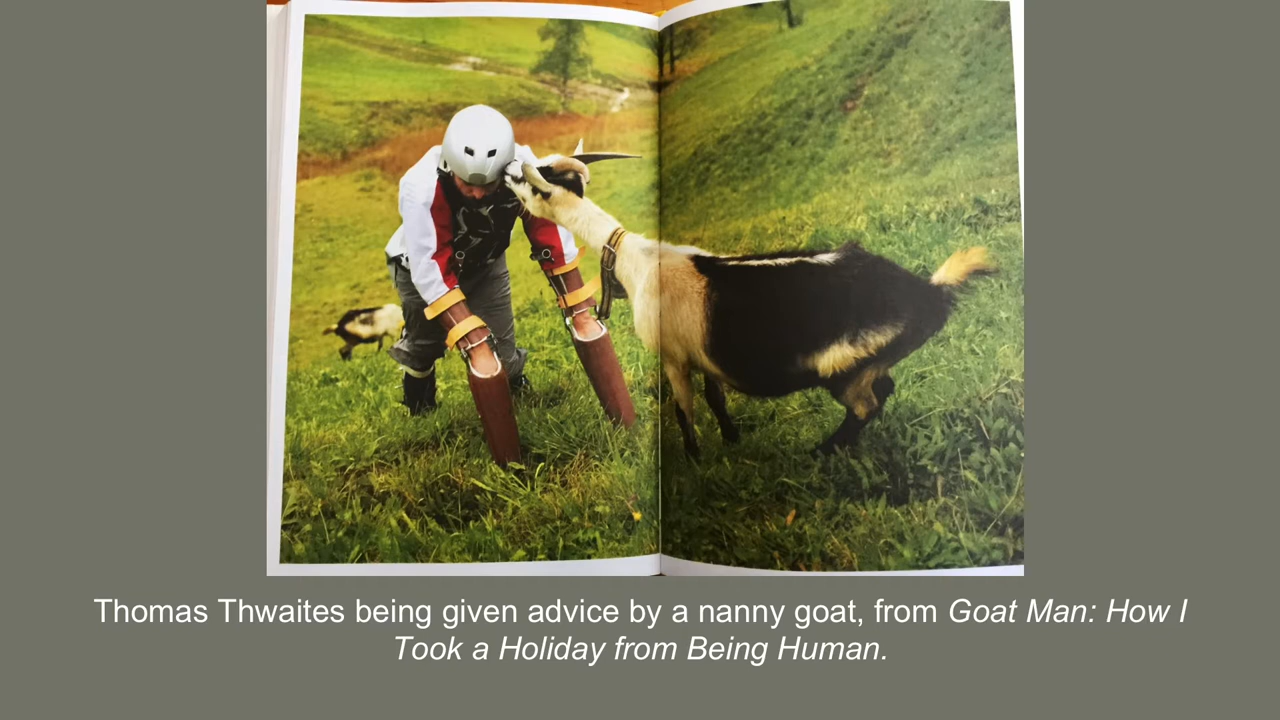 Thomas Thwaites being given advice by a nanny goat, from Goat Man: How I
Took a Holiday from Being Human.